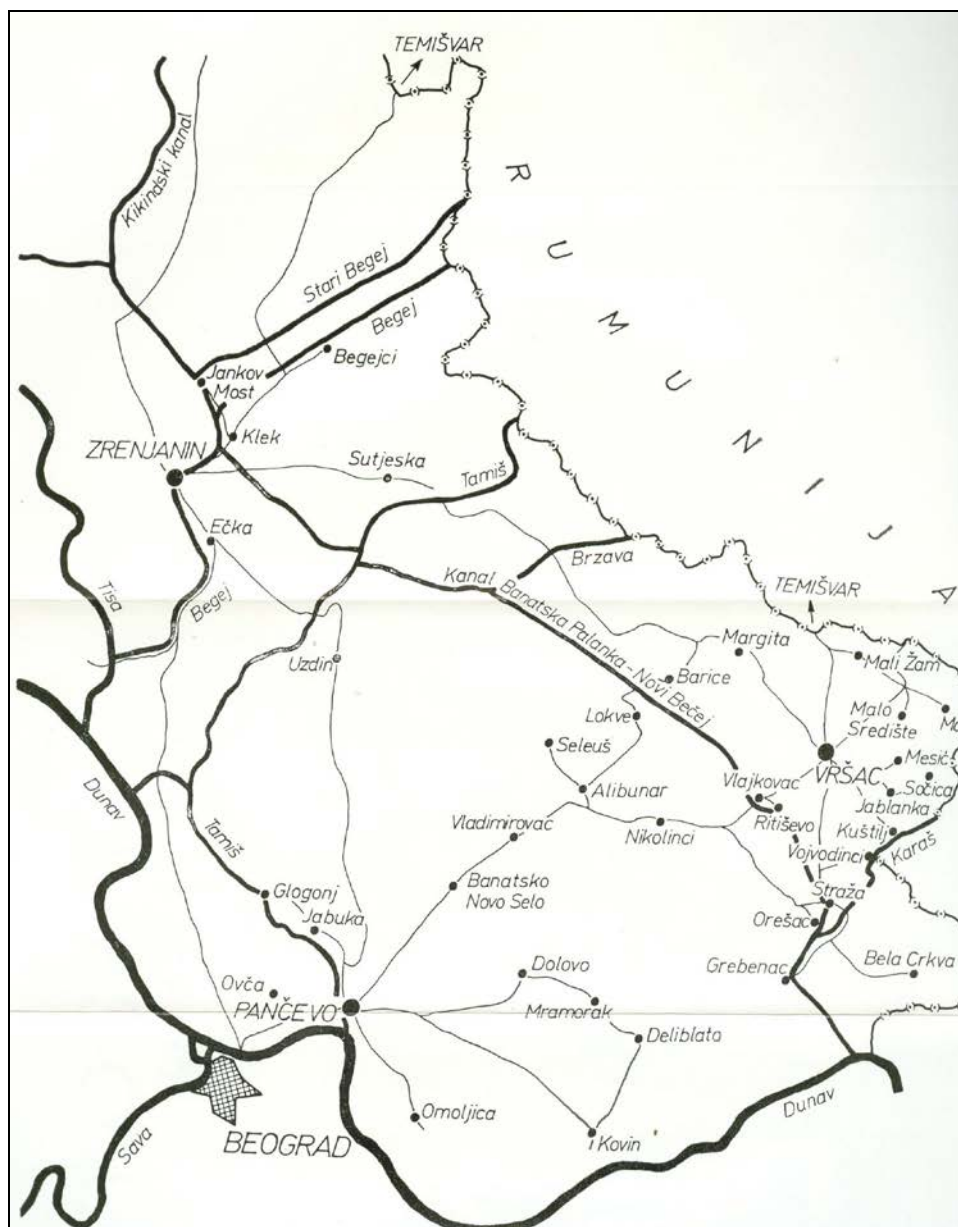 TEMIŠVAR
Kikindski kanal
R U M U N I J A
Stari Begej
Begej
Begejci
Jankov
Most
Klek
ZRENJANIN
Sutjeska
Tamiš
Ečka
Brzava
Tisa
Begej
Kanal Banatska Palanka-Novi Bečej
TEMIŠVAR
Margita
Uzdin
Barice
Mali Žam
Lokve
Malo
Središte
Seleuš
Mesić
VRŠAC
Sočica
Dunav
Alibunar
Vlajkovac
Jablanka
Ritiševo
Vladimirovac
Nikolinci
Kuštilj
Tamiš
Vojvodinci
Karaš
Banatsko
Novo Selo
Straža
Glogonj
Jabuka
Orešac
Dolovo
Grebenac
Bela Crkva
Ovča
PANČEVO
Mramorak
Deliblata
Dunav
Omoljica
Kovin
Sava
BEOGRAD